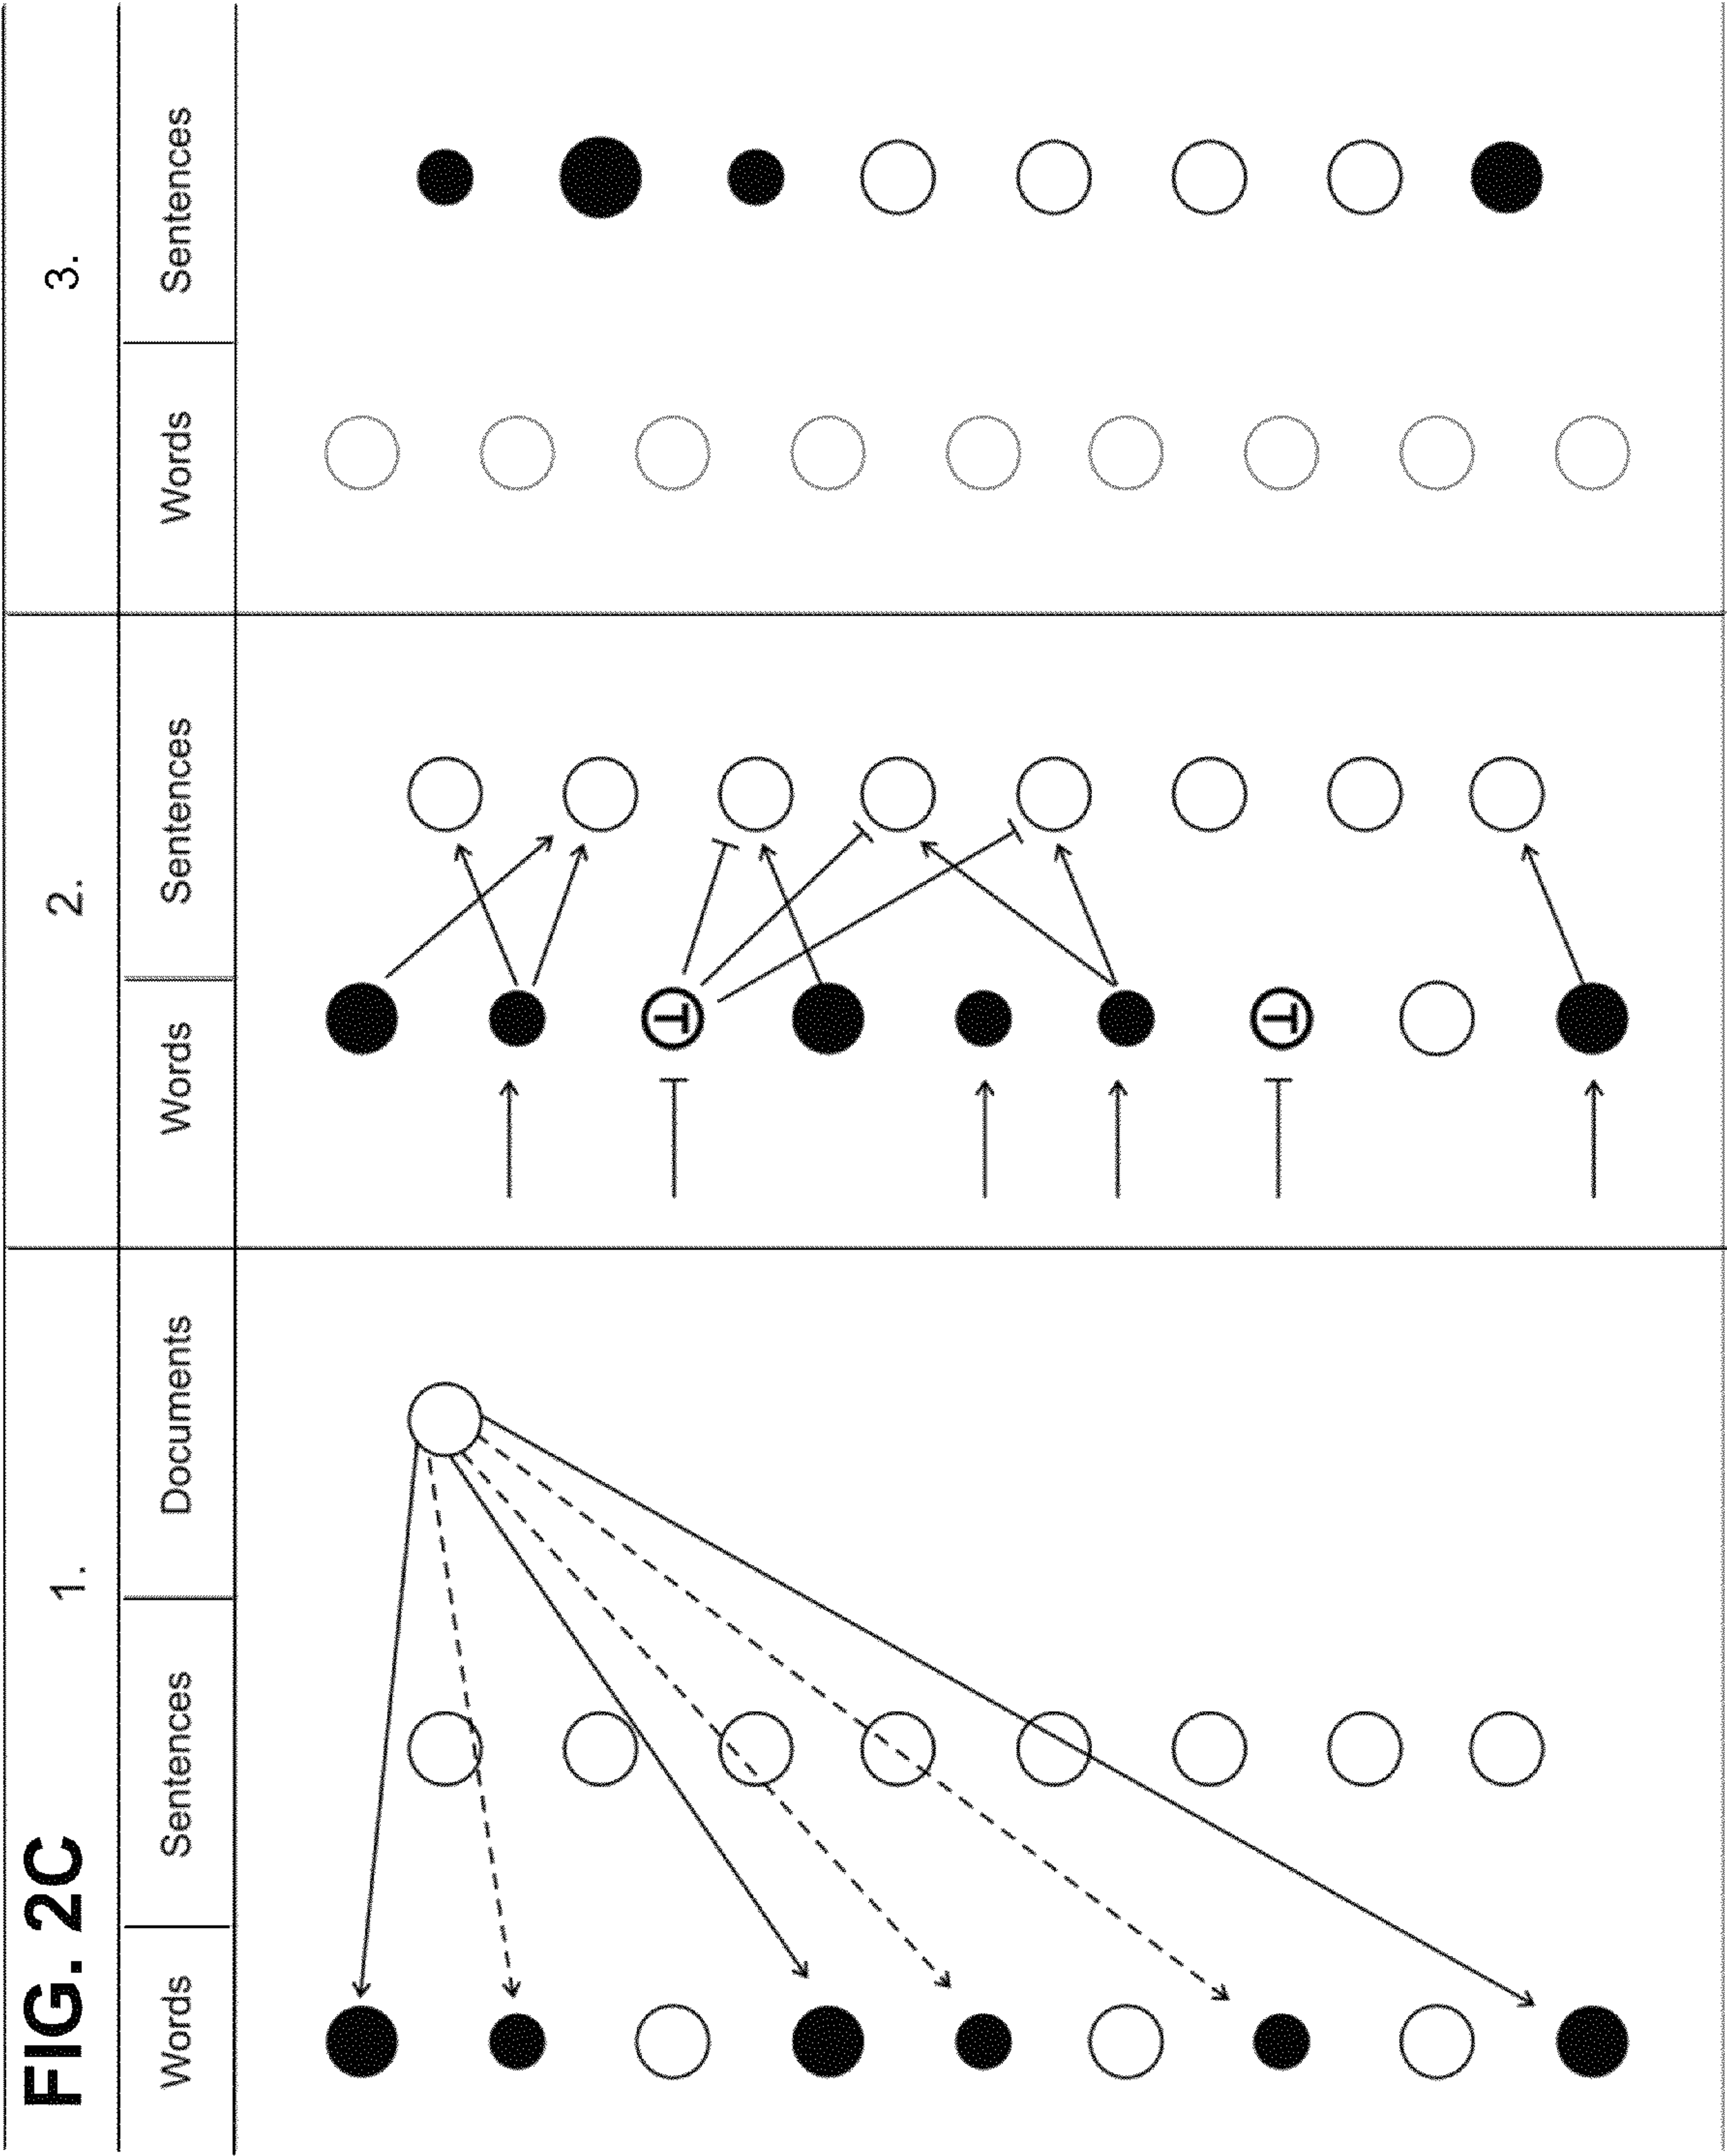 FIG. 2C
1. 2. 3.
Words Sentences Documents Words Sentences Words Sentences
T
T